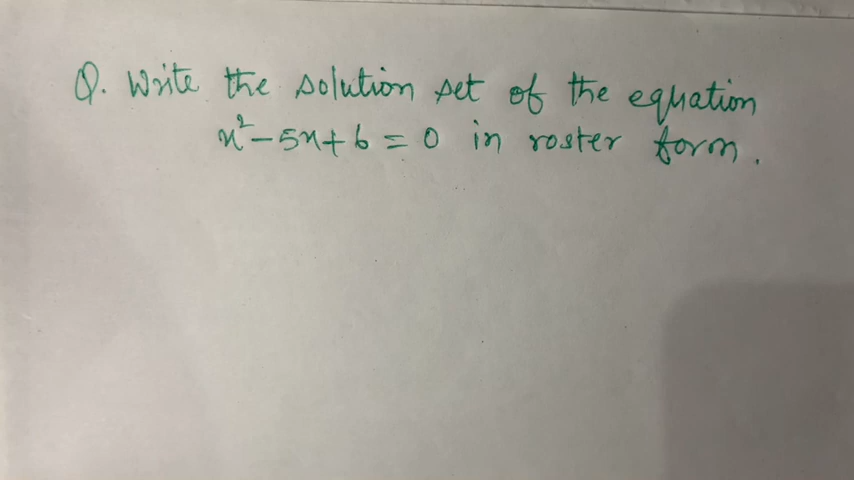 Q. Write the solution set of the equation
x² – 5x + 6 = 0 in roster form.